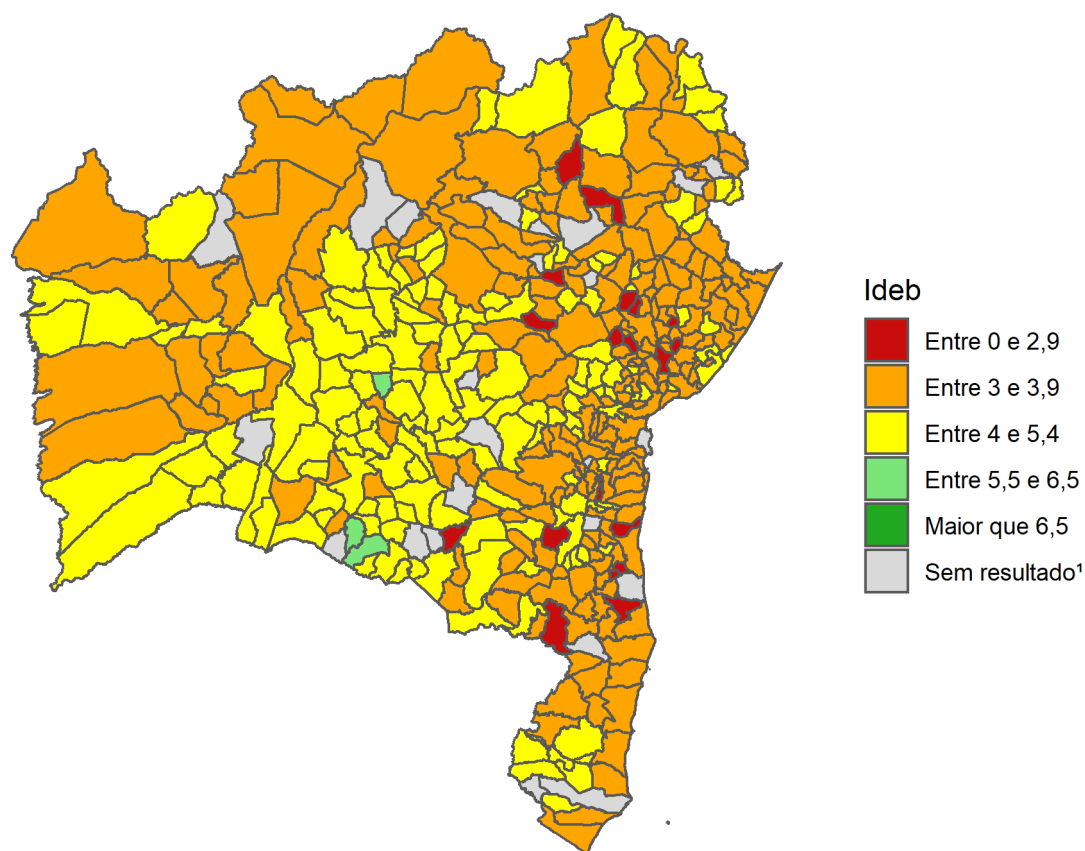 Ideb
Entre 0 e 2,9
Entre 3 e 3,9
Entre 4 e 5,4
Entre 5,5 e 6,5
Maior que 6,5
Sem resultado¹